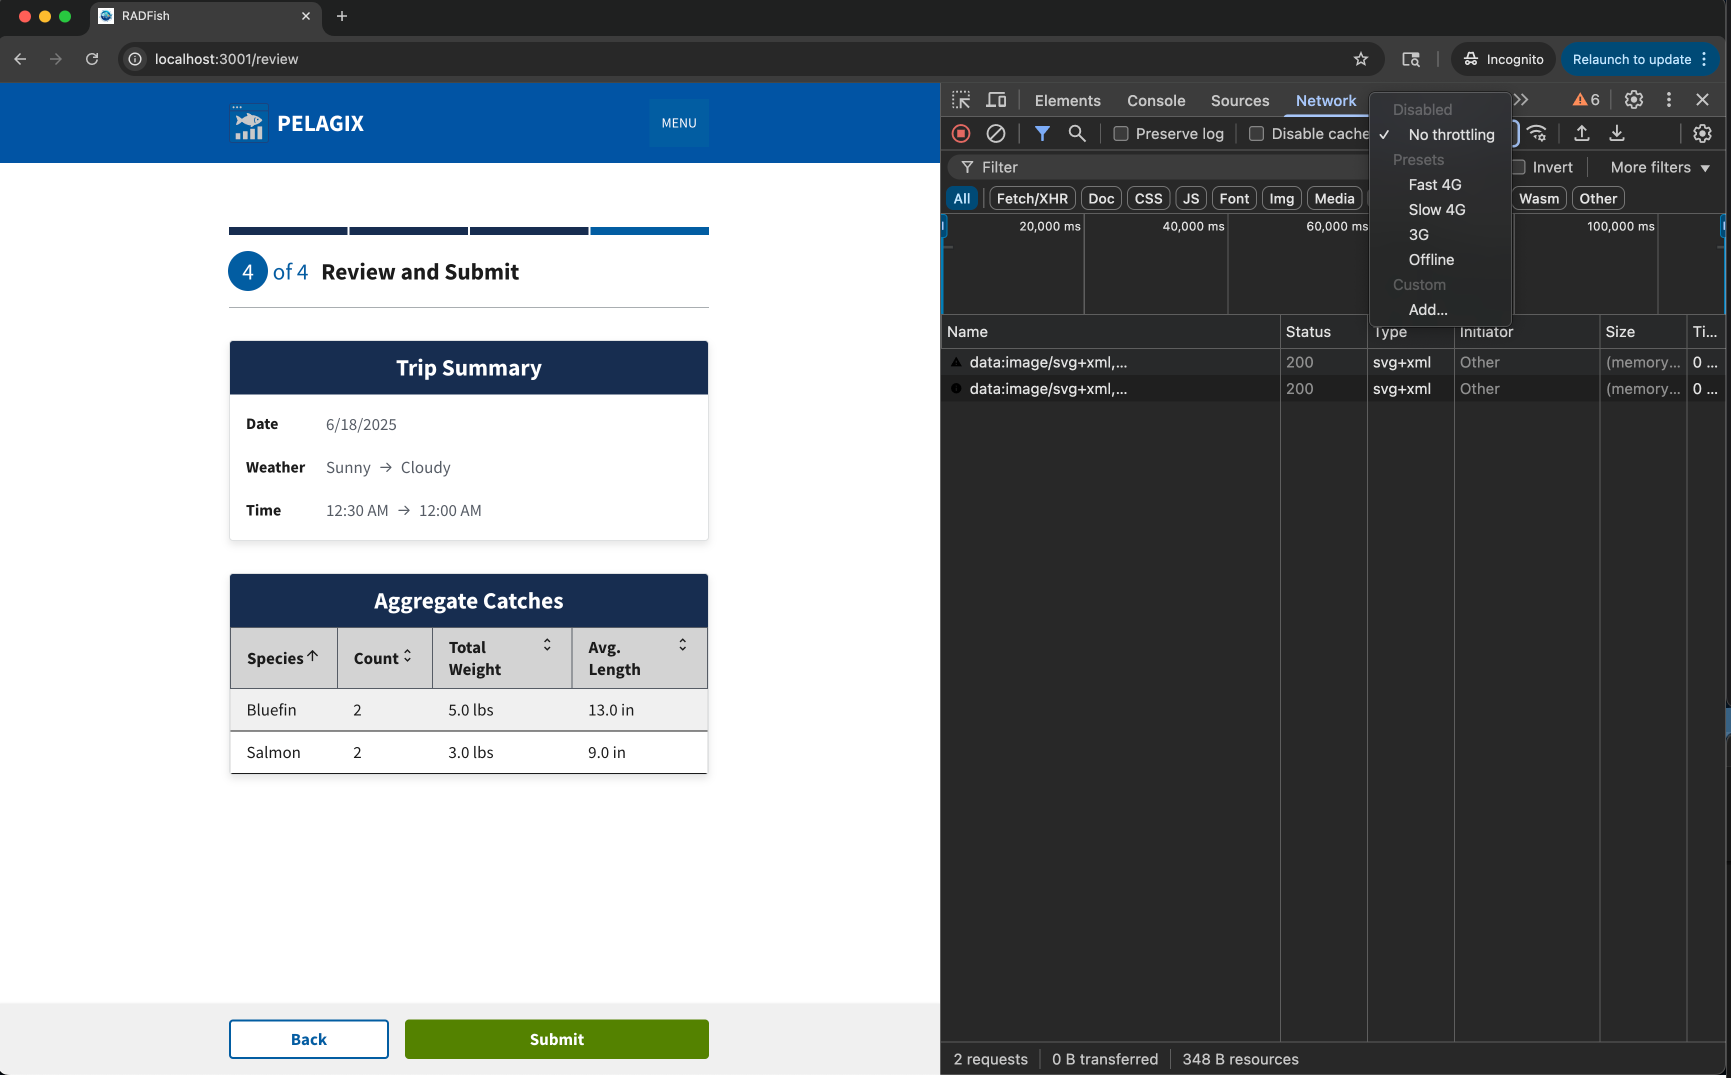 RADFish
localhost:3001/review
Incognito
Relaunch to update
PELAGIX
MENU
4 of 4 Review and Submit
Trip Summary
Date 6/18/2025
Weather Sunny → Cloudy
Time 12:30 AM → 12:00 AM
Aggregate Catches
Species Count Total Weight Avg. Length
Bluefin 2 5.0 lbs 13.0 in
Salmon 2 3.0 lbs 9.0 in
Back Submit
Elements Console Sources Network 6
Preserve log Disable cache
Filter Invert More filters
All Fetch/XHR Doc CSS JS Font Img Media Wasm Other
20,000 ms 40,000 ms 60,000 ms 100,000 ms
Disabled
No throttling
Presets
Fast 4G
Slow 4G
3G
Offline
Custom
Add...
Name Status Type Initiator Size Ti...
data:image/svg+xml,... 200 svg+xml Other (memory... 0 ...
data:image/svg+xml,... 200 svg+xml Other (memory... 0 ...
2 requests 0 B transferred 348 B resources